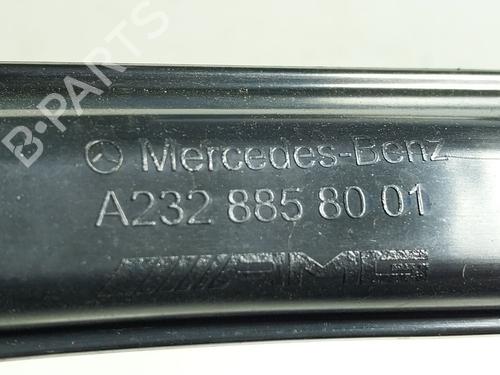 B-PARTS
Mercedes-Benz
A232 885 80 01
AMG